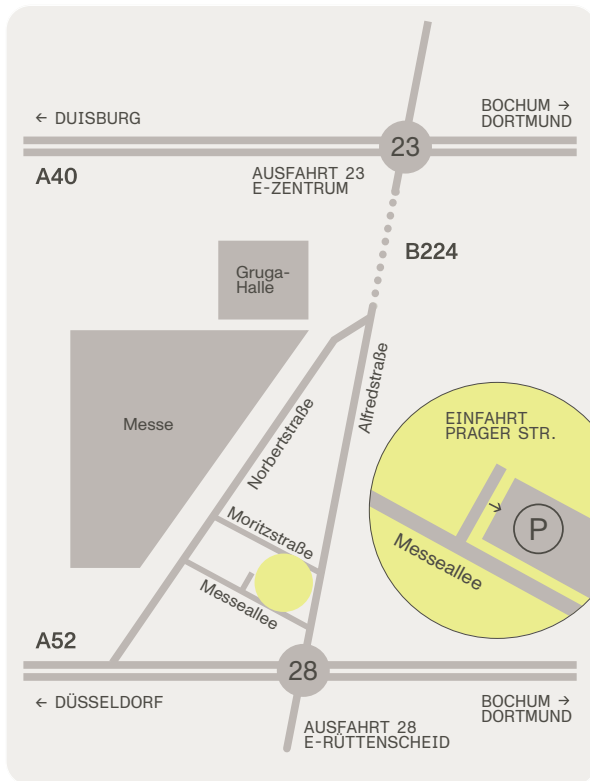 ← DUISBURG
BOCHUM →
DORTMUND
23
A40
AUSFAHRT 23
E-ZENTRUM
B224
Gruga-
Halle
Alfredstraße
Messe
Norbertstraße
EINFAHRT
PRAGER STR.
→
P
Messeallee
Moritzstraße
Messeallee
A52
28
← DÜSSELDORF
BOCHUM →
DORTMUND
AUSFAHRT 28
E-RÜTTENSCHEID